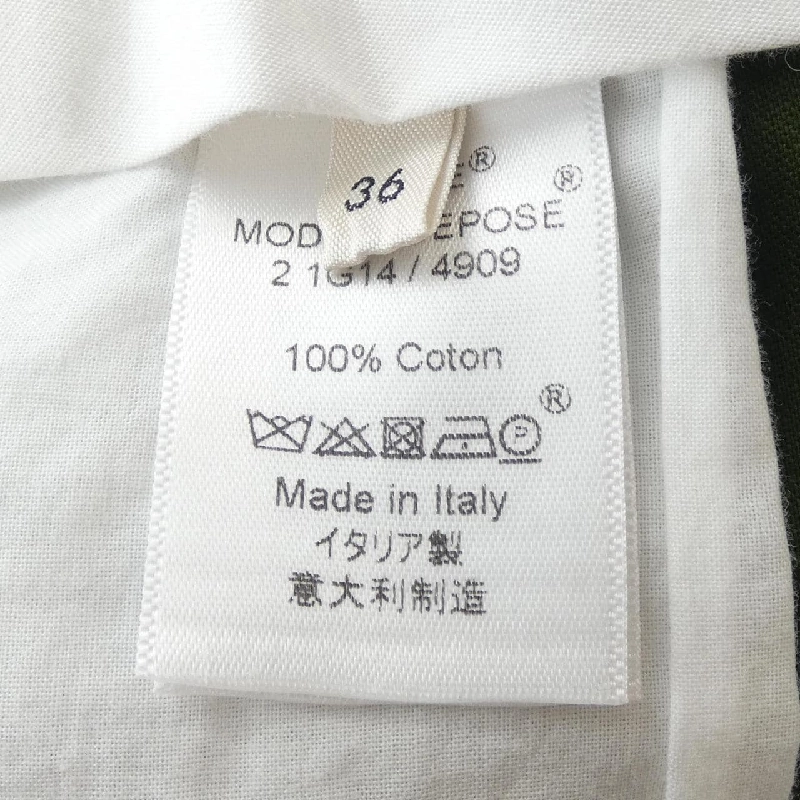 36
E®
MOD EPOSE®
2 1G14 / 4909
100% Coton
P ®
Made in Italy
イタリア製
意大利制造